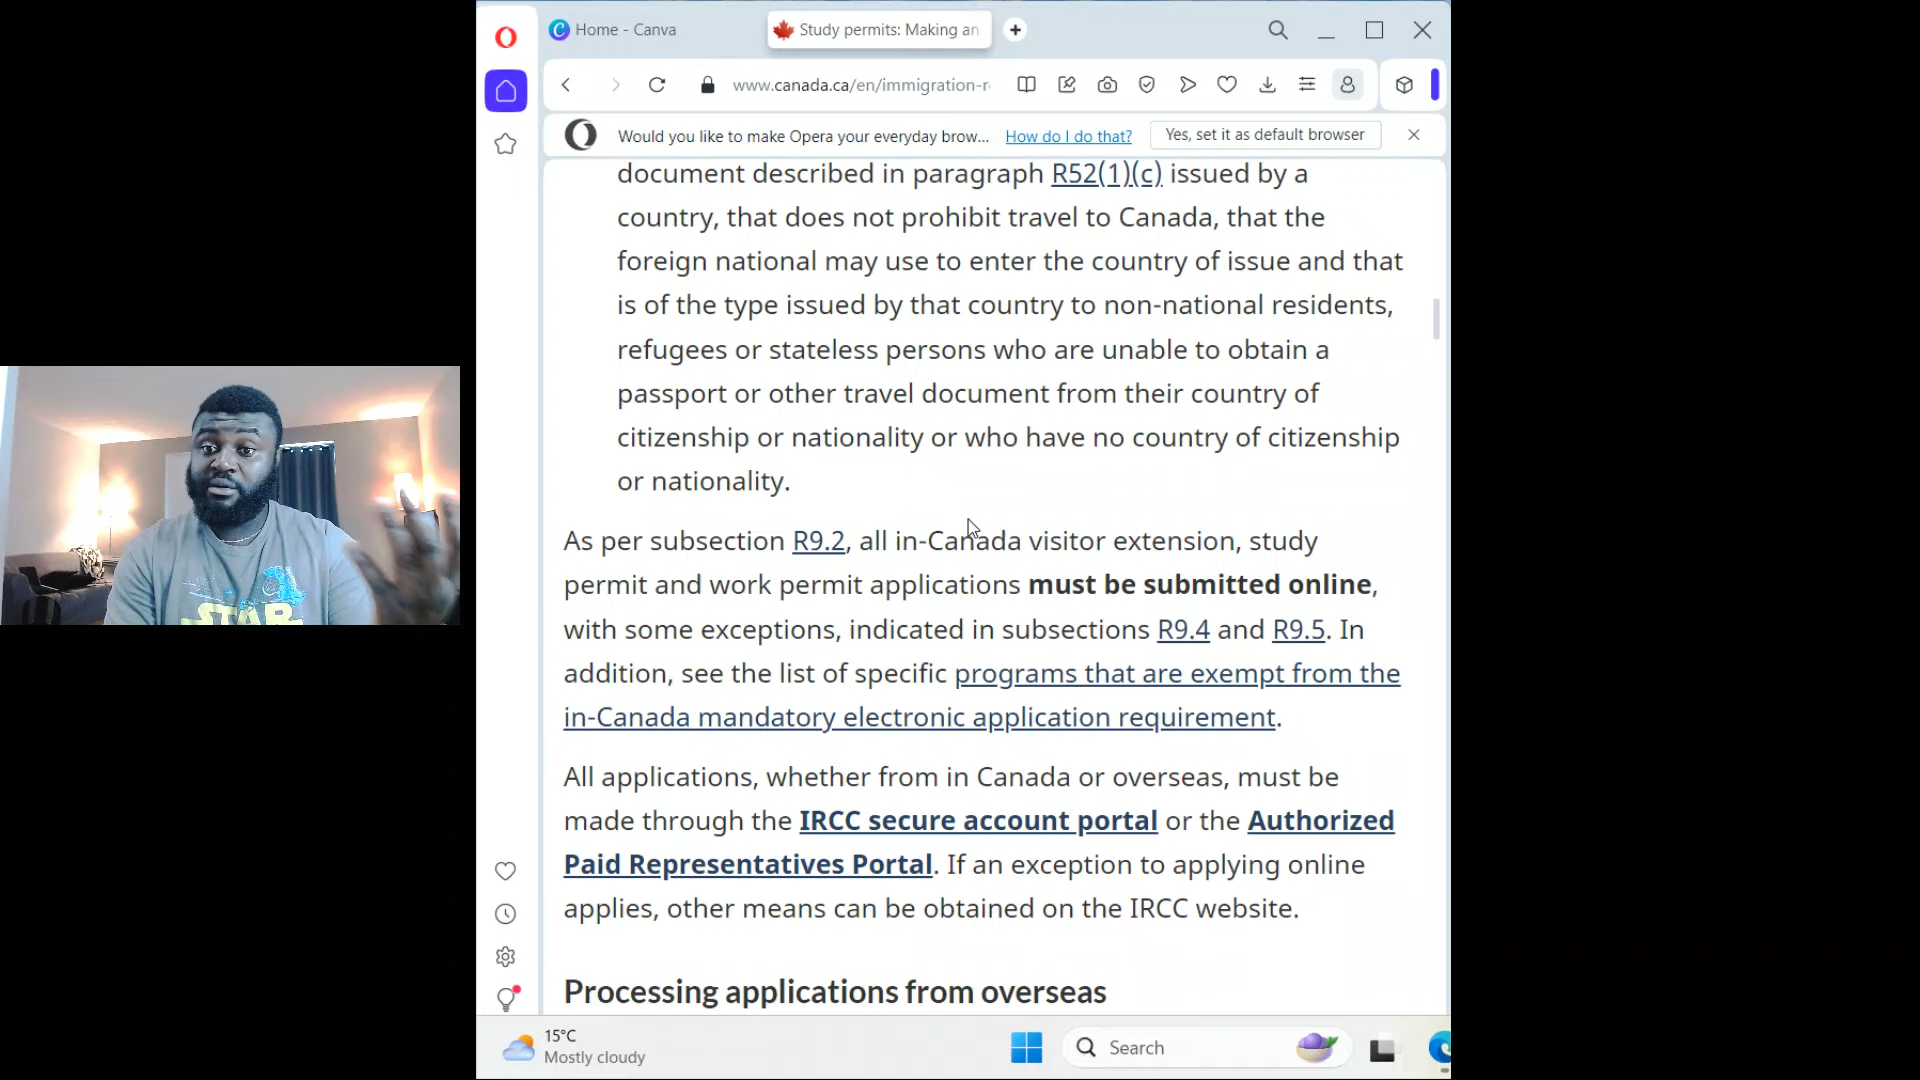 Home - Canva
Study permits: Making an
www.canada.ca/en/immigration-r
Would you like to make Opera your everyday brow... How do I do that? Yes, set it as default browser
document described in paragraph R52(1)(c) issued by a
country, that does not prohibit travel to Canada, that the
foreign national may use to enter the country of issue and that
is of the type issued by that country to non-national residents,
refugees or stateless persons who are unable to obtain a
passport or other travel document from their country of
citizenship or nationality or who have no country of citizenship
or nationality.
As per subsection R9.2, all in-Canada visitor extension, study
permit and work permit applications must be submitted online,
with some exceptions, indicated in subsections R9.4 and R9.5. In
addition, see the list of specific programs that are exempt from the
in-Canada mandatory electronic application requirement.
All applications, whether from in Canada or overseas, must be
made through the IRCC secure account portal or the Authorized
Paid Representatives Portal. If an exception to applying online
applies, other means can be obtained on the IRCC website.
Processing applications from overseas
15°C
Mostly cloudy
Search
STAR